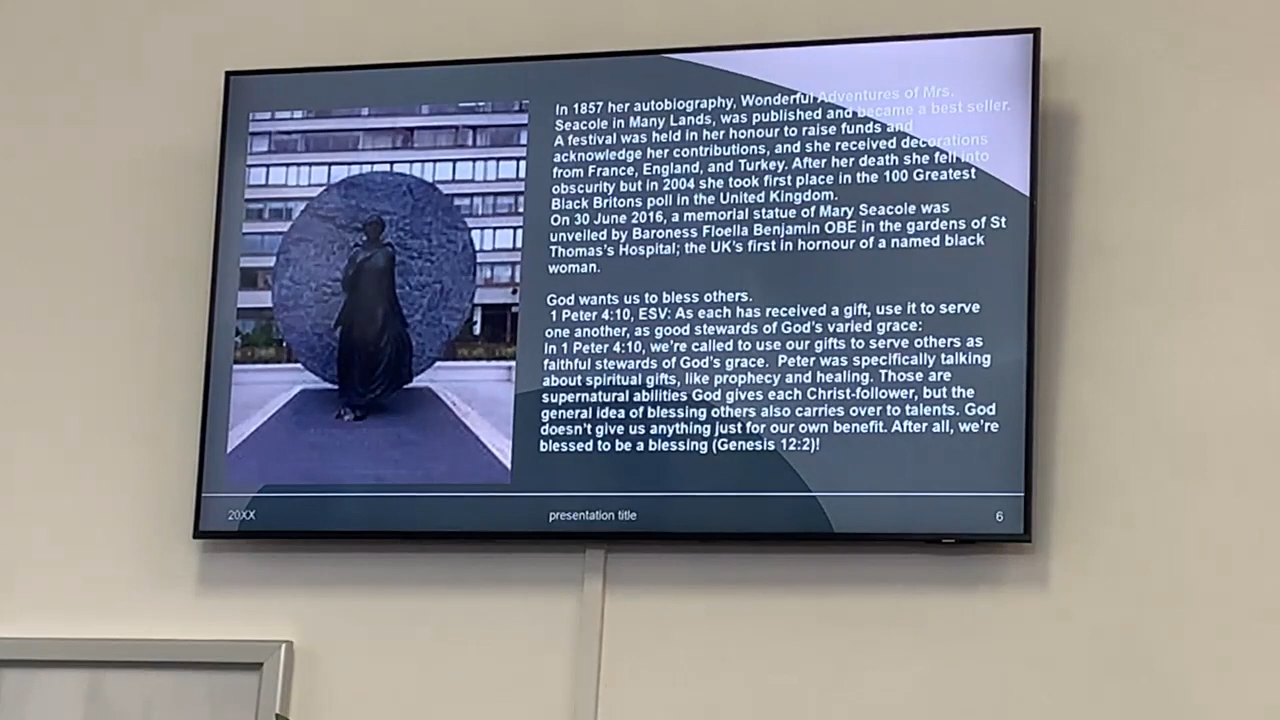 In 1857 her autobiography, Wonderful Adventures of Mrs.
Seacole in Many Lands, was published and became a best seller.
A festival was held in her honour to raise funds and
acknowledge her contributions, and she received decorations
from France, England, and Turkey. After her death she fell into
obscurity but in 2004 she took first place in the 100 Greatest
Black Britons poll in the United Kingdom.
On 30 June 2016, a memorial statue of Mary Seacole was
unveiled by Baroness Floella Benjamin OBE in the gardens of St
Thomas's Hospital; the UK's first in hornour of a named black
woman.
God wants us to bless others.
1 Peter 4:10, ESV: As each has received a gift, use it to serve
one another, as good stewards of God's varied grace:
In 1 Peter 4:10, we're called to use our gifts to serve others as
faithful stewards of God's grace. Peter was specifically talking
about spiritual gifts, like prophecy and healing. Those are
supernatural abilities God gives each Christ-follower, but the
general idea of blessing others also carries over to talents. God
doesn't give us anything just for our own benefit. After all, we're
blessed to be a blessing (Genesis 12:2)!
20XX presentation title 6